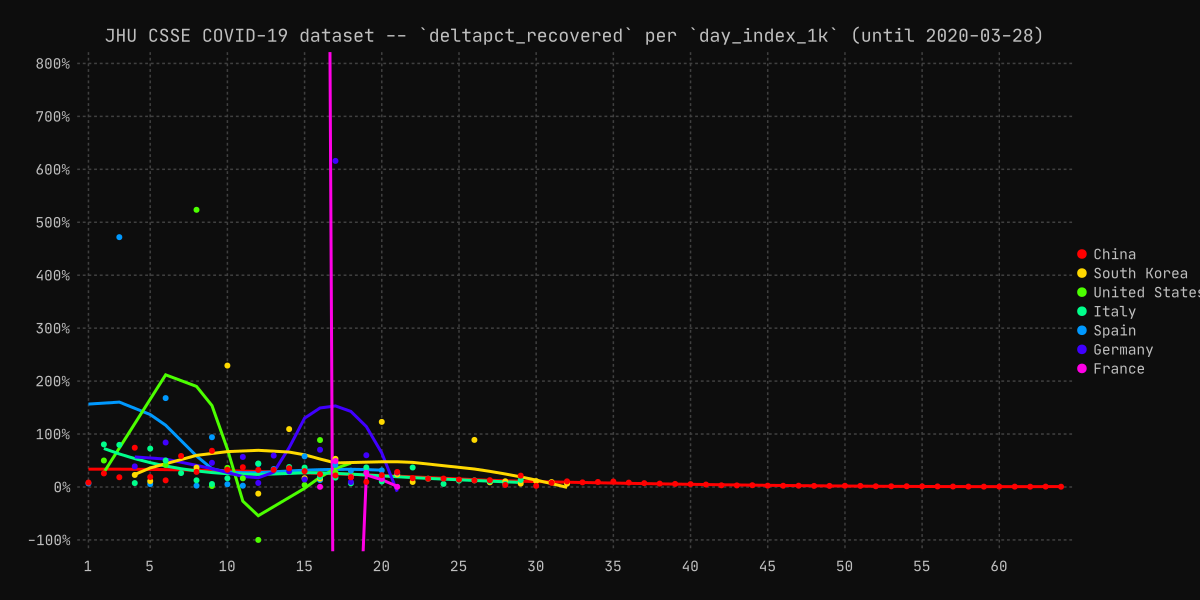 JHU CSSE COVID-19 dataset -- `deltapct_recovered` per `day_index_1k` (until 2020-03-28)
800%
700%
600%
500%
400%
300%
200%
100%
0%
-100%
1 5 10 15 20 25 30 35 40 45 50 55 60
China
South Korea
United States
Italy
Spain
Germany
France